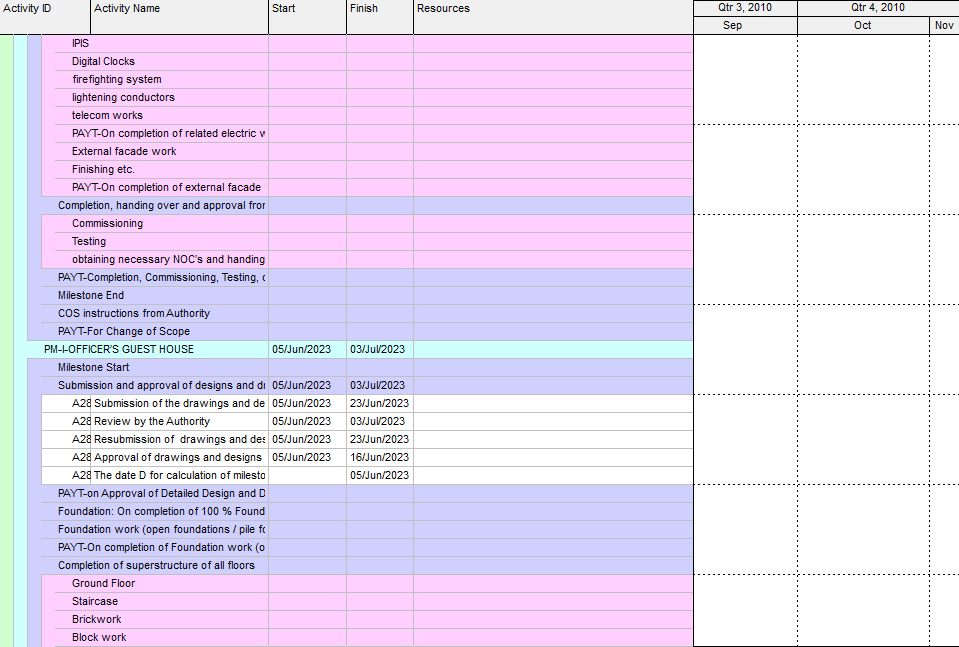 Activity ID Activity Name Start Finish Resources Qtr 3, 2010 Qtr 4, 2010
Sep Oct Nov
IPIS
Digital Clocks
firefighting system
lightening conductors
telecom works
PAYT-On completion of related electric w
External facade work
Finishing etc.
PAYT-On completion of external facade
Completion, handing over and approval fror
Commissioning
Testing
obtaining necessary NOC's and handing
PAYT-Completion, Commissioning, Testing, c
Milestone End
COS instructions from Authority
PAYT-For Change of Scope
PM-I-OFFICER'S GUEST HOUSE 05/Jun/2023 03/Jul/2023
Milestone Start
Submission and approval of designs and di 05/Jun/2023 03/Jul/2023
A28 Submission of the drawings and de 05/Jun/2023 23/Jun/2023
A28 Review by the Authority 05/Jun/2023 03/Jul/2023
A28 Resubmission of drawings and des 05/Jun/2023 23/Jun/2023
A28 Approval of drawings and designs 05/Jun/2023 16/Jun/2023
A28 The date D for calculation of milesto 05/Jun/2023
PAYT-on Approval of Detailed Design and D
Foundation: On completion of 100 % Found
Foundation work (open foundations / pile fo
PAYT-On completion of Foundation work (o
Completion of superstructure of all floors
Ground Floor
Staircase
Brickwork
Block work